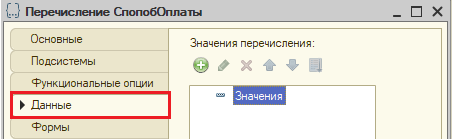 Перечисление СпопобОплаты
Основные
Подсистемы
Функциональные опции
Данные
Формы
Значения перечисления:
Значения